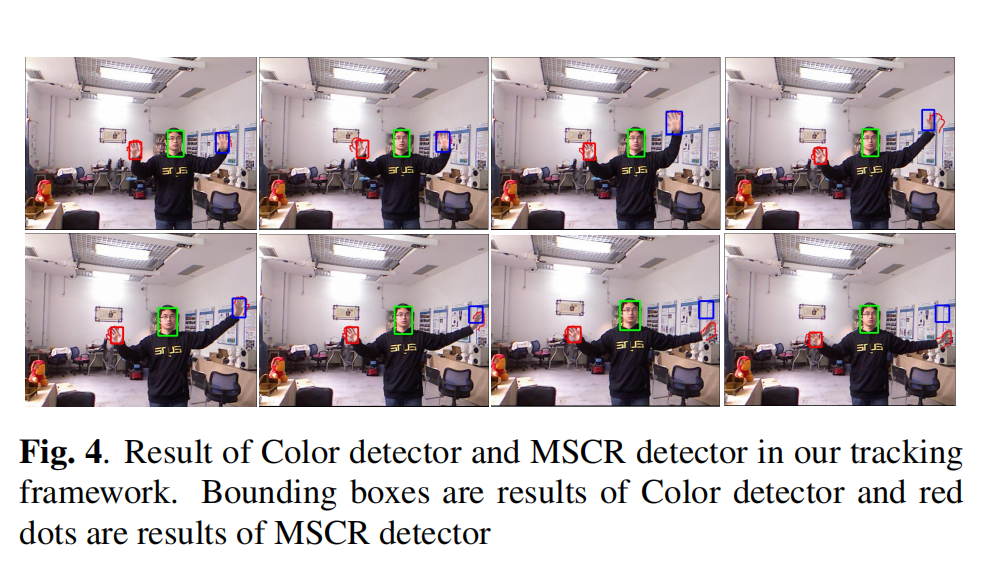 Fig. 4. Result of Color detector and MSCR detector in our tracking
framework. Bounding boxes are results of Color detector and red
dots are results of MSCR detector